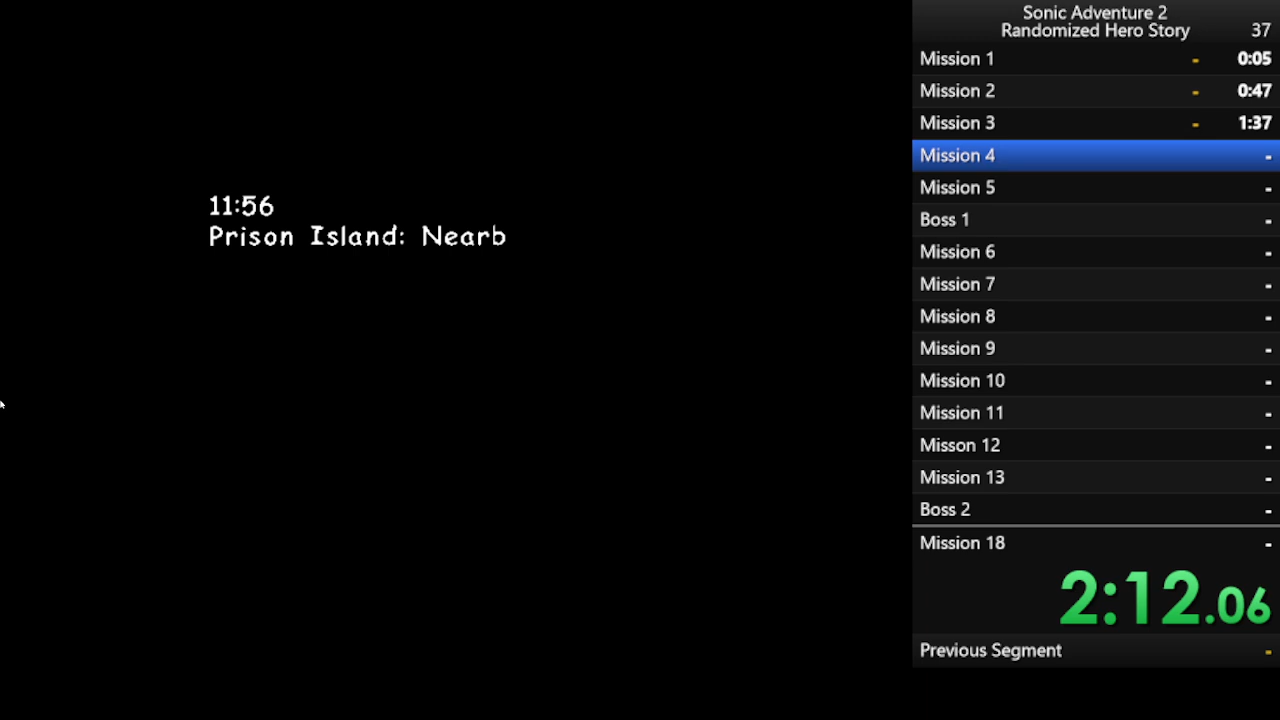 11:56
Prison Island: Nearb
Sonic Adventure 2
Randomized Hero Story 37
Mission 1 - 0:05
Mission 2 - 0:47
Mission 3 - 1:37
Mission 4 -
Mission 5 -
Boss 1 -
Mission 6 -
Mission 7 -
Mission 8 -
Mission 9 -
Mission 10 -
Mission 11 -
Misson 12 -
Mission 13 -
Boss 2 -
Mission 18 -
2:12.06
Previous Segment -